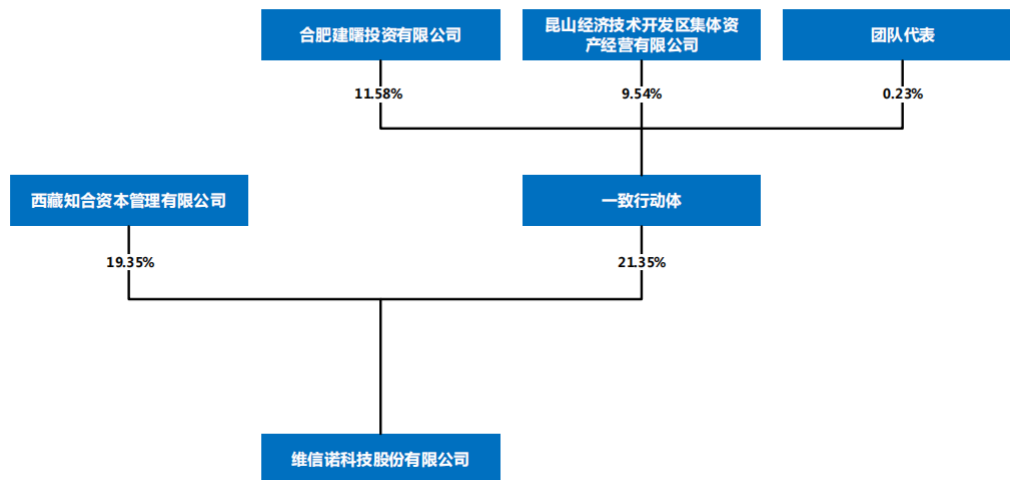 合肥建曙投资有限公司
昆山经济技术开发区集体资
产经营有限公司
团队代表
11.58%
9.54%
0.23%
西藏知合资本管理有限公司
一致行动体
19.35%
21.35%
维信诺科技股份有限公司